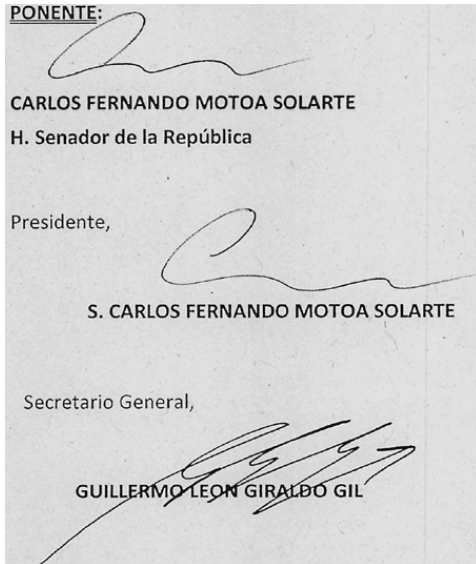 PONENTE:
CARLOS FERNANDO MOTOA SOLARTE
H. Senador de la República
Presidente,
S. CARLOS FERNANDO MOTOA SOLARTE
Secretario General,
GUILLERMO LEON GIRALDO GIL